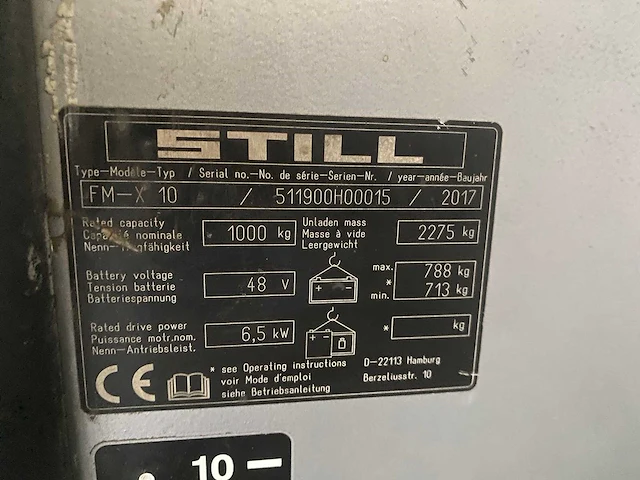 STILL
Type-Modèle-Typ / Serial no.-No. de série-Serien-Nr. / year-année-Baujahr
FM-X 10 / 511900H00015 / 2017
Rated capacity
Capacité nominale
Nenn-Tragfähigkeit
1000 kg
Unladen mass
Masse à vide
Leergewicht
2275 kg
Battery voltage
Tension batterie
Batteriespannung
48 V
+ -
max. 788 kg
*
min. 713 kg
Rated drive power
Puissance motr.nom.
Nenn-Antriebsleist.
6,5 kW
+ -
* kg
CE
* see Operating instructions
voir Mode d'emploi
siehe Betriebsanleitung
D-22113 Hamburg
Berzeliusstr. 10
10